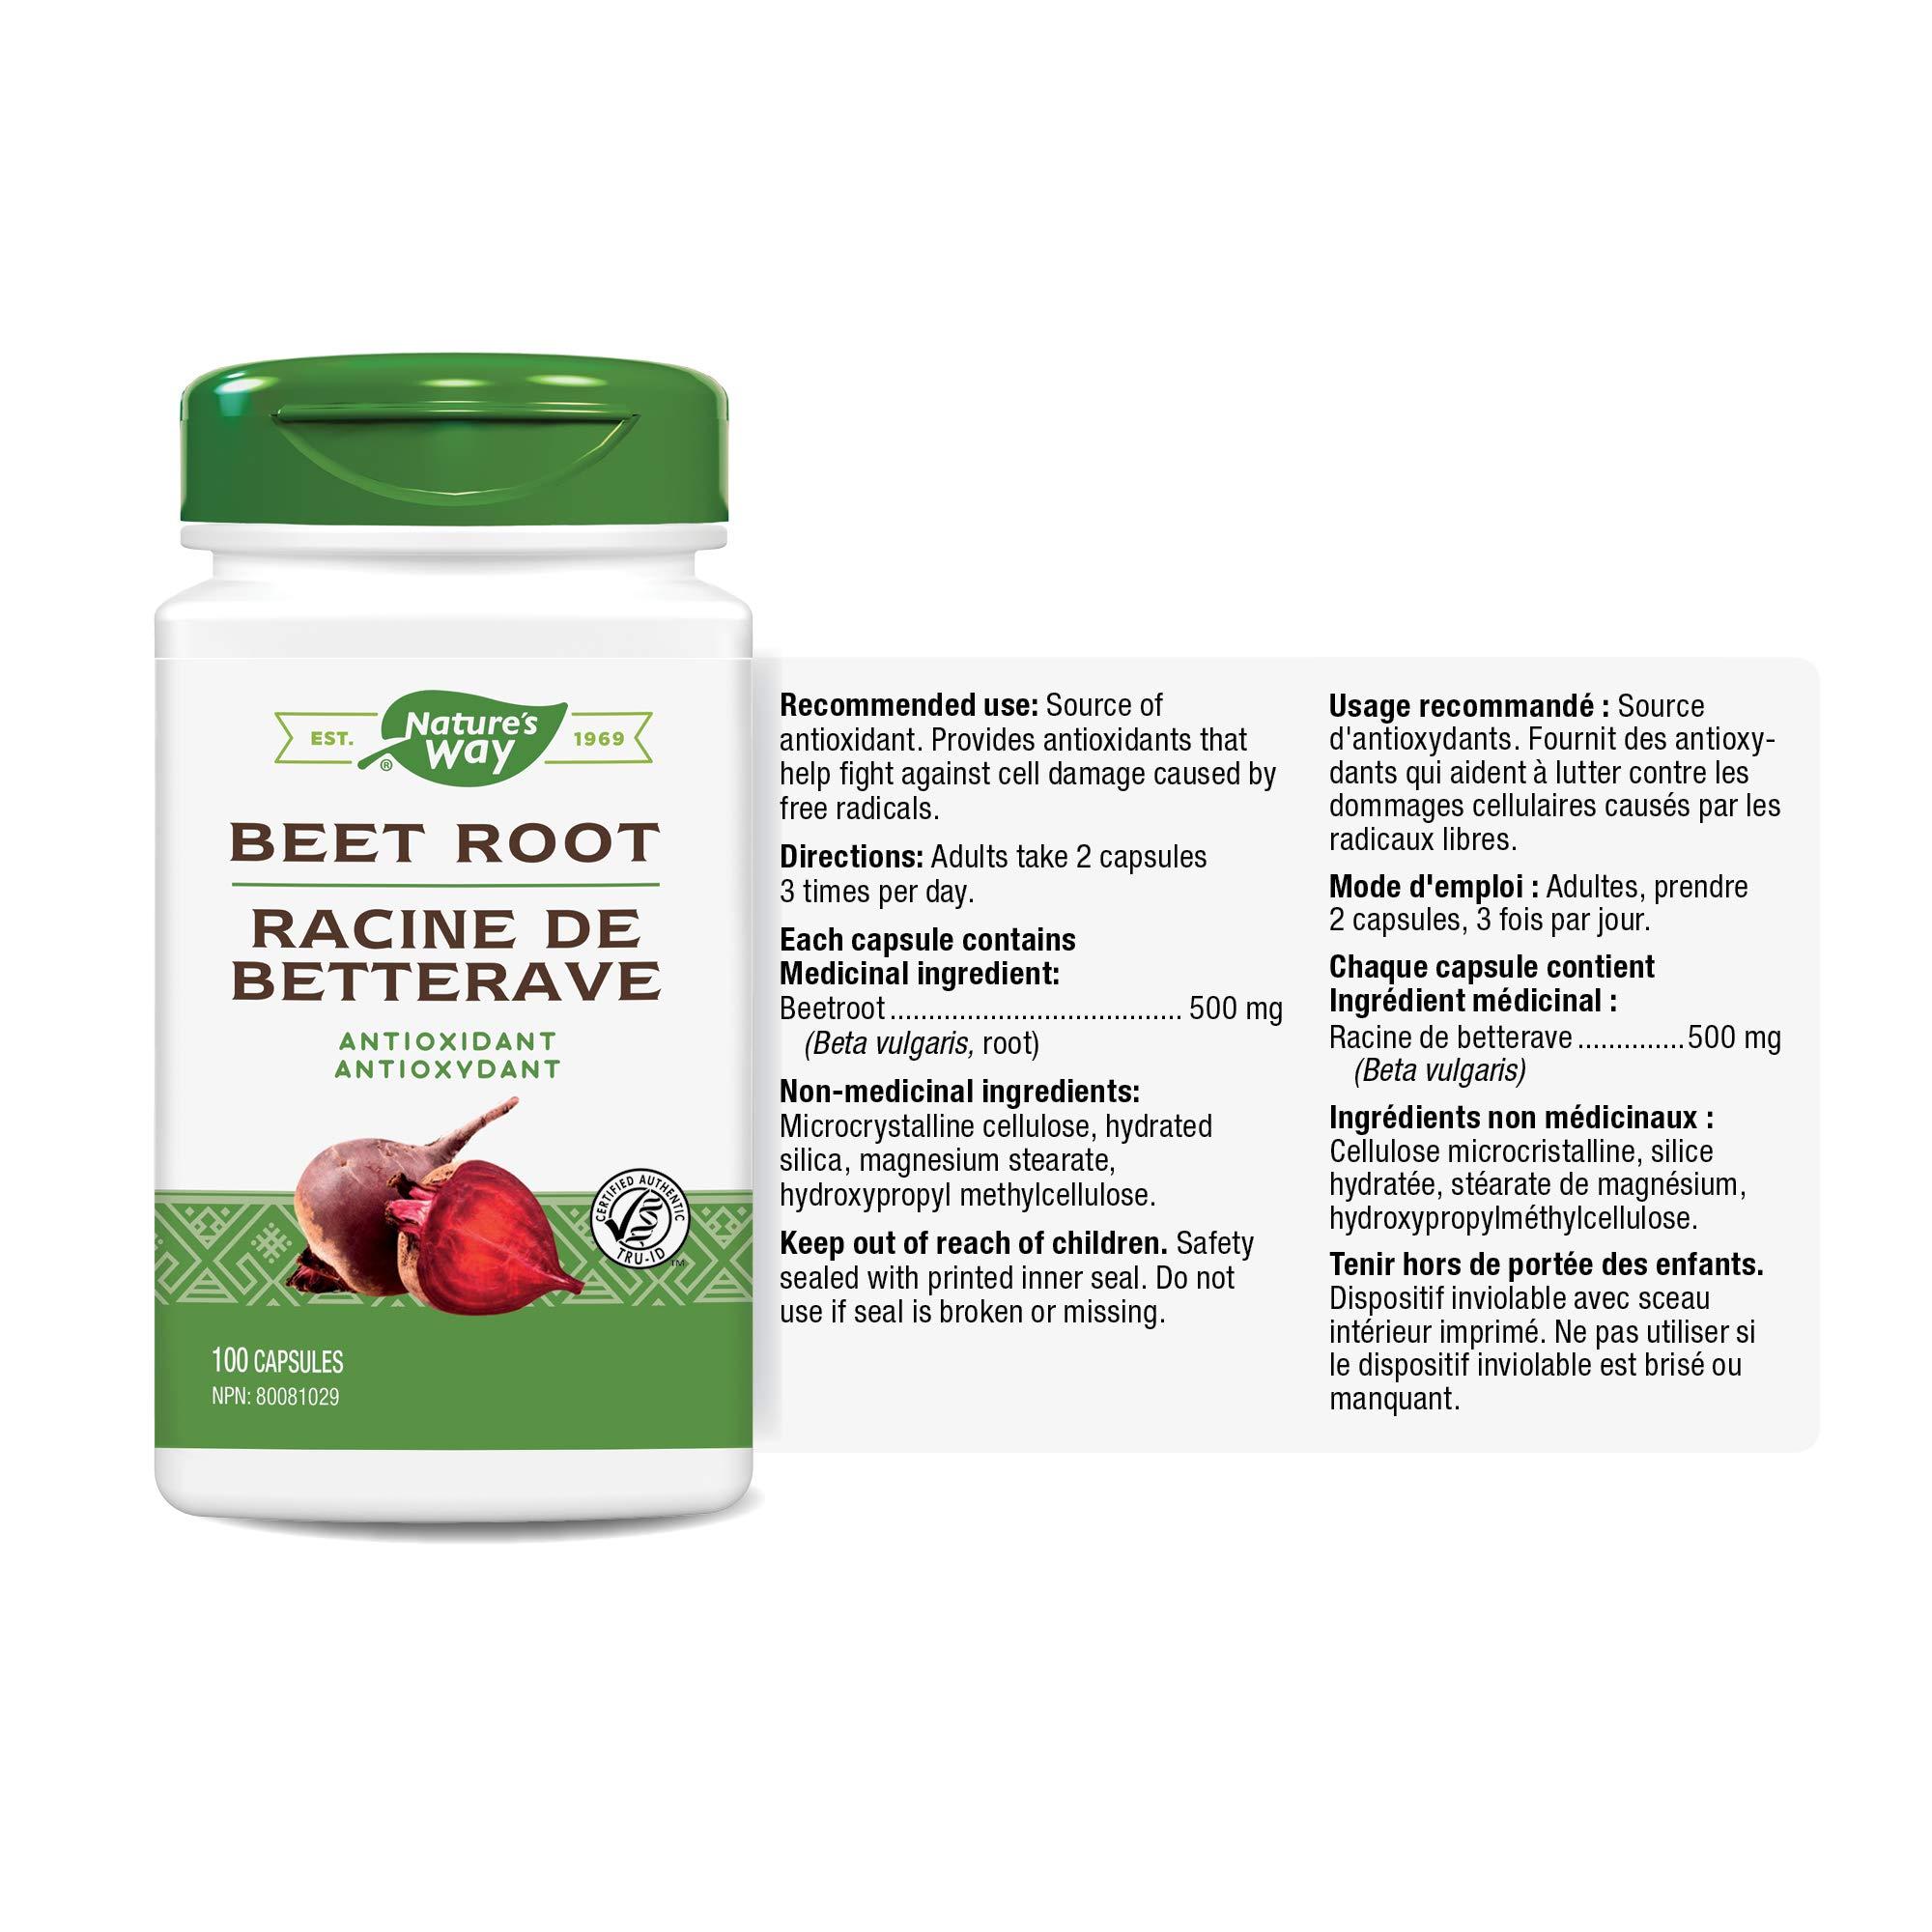 EST.
Nature's
Way
®
1969
BEET ROOT
RACINE DE
BETTERAVE
ANTIOXIDANT
ANTIOXYDANT
CERTIFIED AUTHENTIC
TRU-ID
TM
100 CAPSULES
NPN: 80081029
Recommended use: Source of
antioxidant. Provides antioxidants that
help fight against cell damage caused by
free radicals.
Directions: Adults take 2 capsules
3 times per day.
Each capsule contains
Medicinal ingredient:
Beetroot ...................................... 500 mg
(Beta vulgaris, root)
Non-medicinal ingredients:
Microcrystalline cellulose, hydrated
silica, magnesium stearate,
hydroxypropyl methylcellulose.
Keep out of reach of children. Safety
sealed with printed inner seal. Do not
use if seal is broken or missing.
Usage recommandé : Source
d'antioxydants. Fournit des antioxy-
dants qui aident à lutter contre les
dommages cellulaires causés par les
radicaux libres.
Mode d'emploi : Adultes, prendre
2 capsules, 3 fois par jour.
Chaque capsule contient
Ingrédient médicinal :
Racine de betterave ..............500 mg
(Beta vulgaris)
Ingrédients non médicinaux :
Cellulose microcristalline, silice
hydratée, stéarate de magnésium,
hydroxypropylméthylcellulose.
Tenir hors de portée des enfants.
Dispositif inviolable avec sceau
intérieur imprimé. Ne pas utiliser si
le dispositif inviolable est brisé ou
manquant.